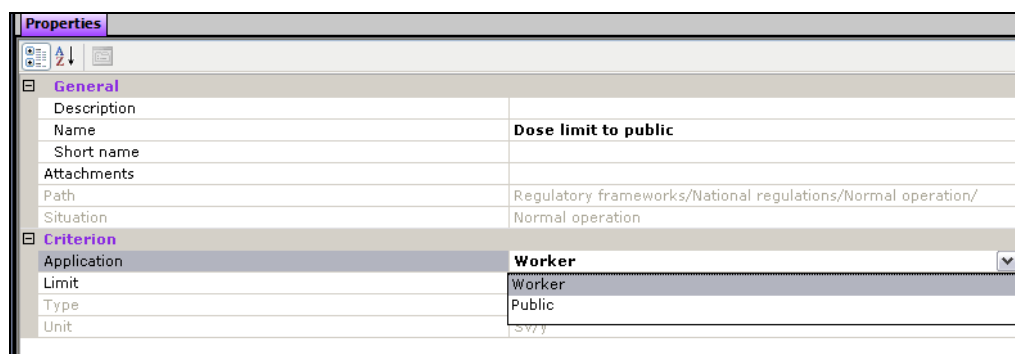 Properties
General
Description
Name Dose limit to public
Short name
Attachments
Path Regulatory frameworks/National regulations/Normal operation/
Situation Normal operation
Criterion
Application Worker
Limit Worker
Type Public
Unit Sv/y